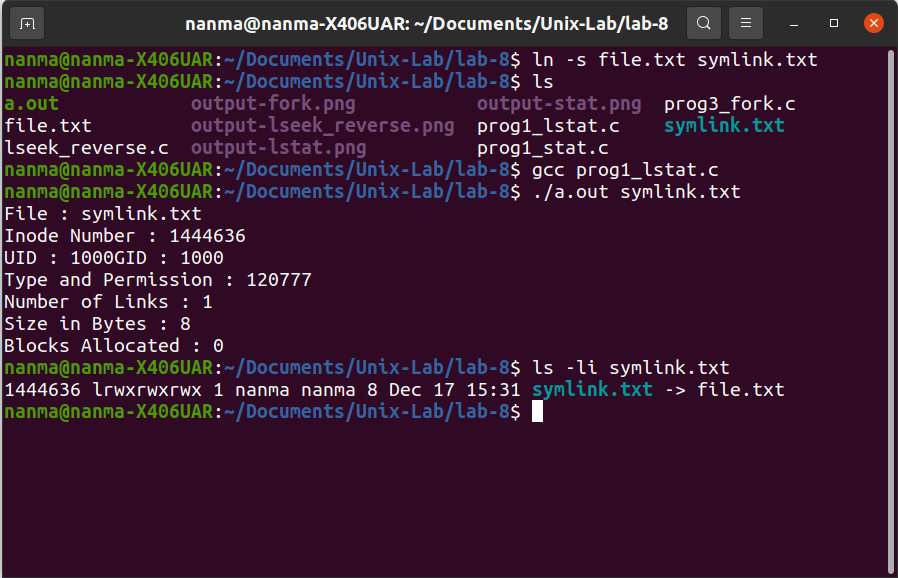 nanma@nanma-X406UAR: ~/Documents/Unix-Lab/lab-8
nanma@nanma-X406UAR:~/Documents/Unix-Lab/lab-8$ ln -s file.txt symlink.txt
nanma@nanma-X406UAR:~/Documents/Unix-Lab/lab-8$ ls
a.out            output-fork.png           output-stat.png  prog3_fork.c
file.txt         output-lseek_reverse.png  prog1_lstat.c    symlink.txt
lseek_reverse.c  output-lstat.png          prog1_stat.c
nanma@nanma-X406UAR:~/Documents/Unix-Lab/lab-8$ gcc prog1_lstat.c
nanma@nanma-X406UAR:~/Documents/Unix-Lab/lab-8$ ./a.out symlink.txt
File : symlink.txt
Inode Number : 1444636
UID : 1000GID : 1000
Type and Permission : 120777
Number of Links : 1
Size in Bytes : 8
Blocks Allocated : 0
nanma@nanma-X406UAR:~/Documents/Unix-Lab/lab-8$ ls -li symlink.txt
1444636 lrwxrwxrwx 1 nanma nanma 8 Dec 17 15:31 symlink.txt -> file.txt
nanma@nanma-X406UAR:~/Documents/Unix-Lab/lab-8$